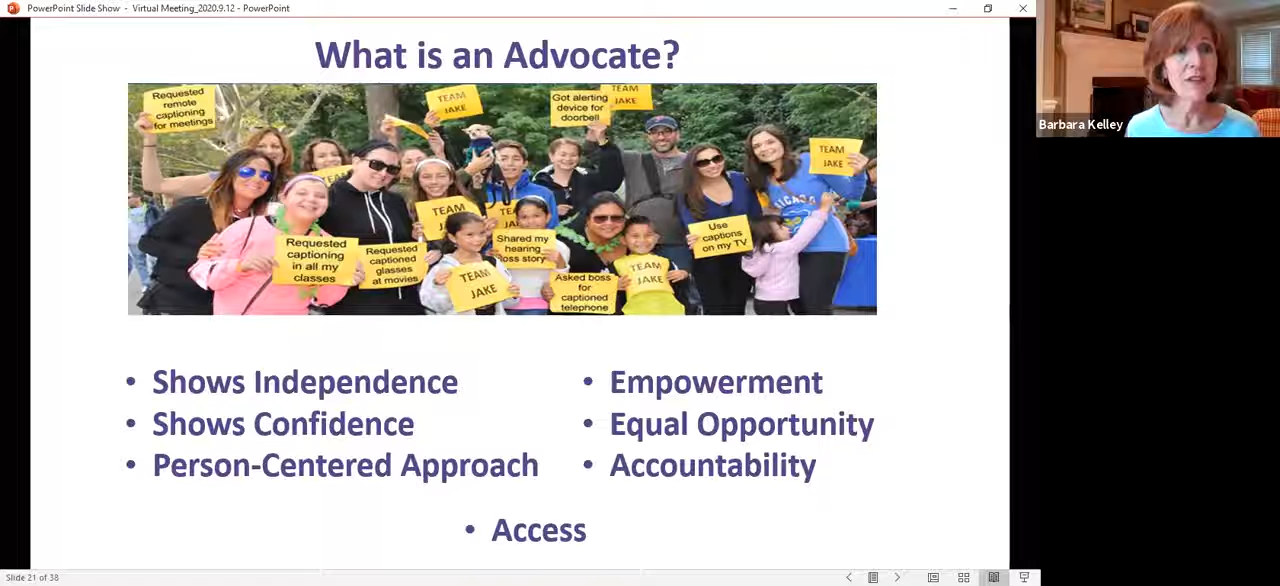 PowerPoint Slide Show - Virtual Meeting_2020.9.12 - PowerPoint
What is an Advocate?
Requested
remote
captioning
for meetings
TEAM
JAKE
Got alerting
device for
doorbell
TEAM
JAKE
TEAM
JAKE
TEAM
TEAM
Requested
captioning
in all my
classes
Requested
captioned
glasses
at movies
TEAM
JAKE
Shared my
hearing
loss story
Asked boss
for
captioned
telephone
TEAM
JAKE
Use
captions
on my TV
• Shows Independence
• Shows Confidence
• Person-Centered Approach
• Empowerment
• Equal Opportunity
• Accountability
• Access
Slide 21 of 38
Barbara Kelley